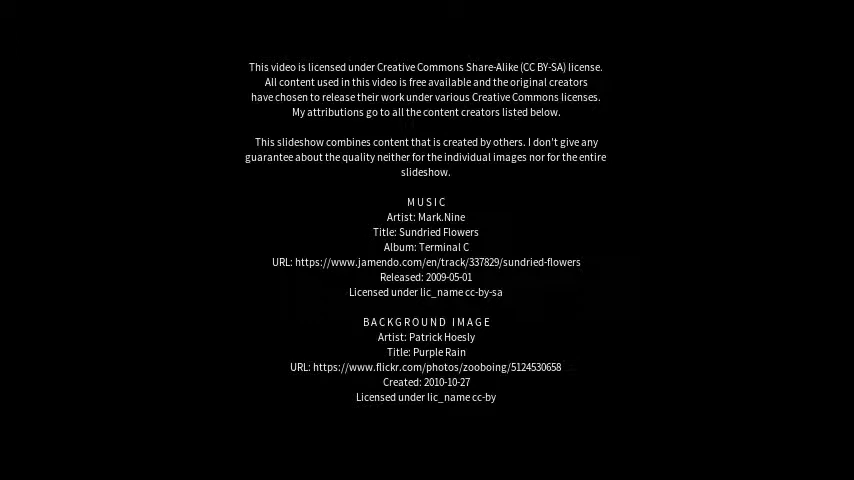 This video is licensed under Creative Commons Share-Alike (CC BY-SA) license.
All content used in this video is free available and the original creators
have chosen to release their work under various Creative Commons licenses.
My attributions go to all the content creators listed below.
This slideshow combines content that is created by others. I don't give any
guarantee about the quality neither for the individual images nor for the entire
slideshow.
MUSIC
Artist: Mark.Nine
Title: Sundried Flowers
Album: Terminal C
URL: https://www.jamendo.com/en/track/337829/sundried-flowers
Released: 2009-05-01
Licensed under lic_name cc-by-sa
BACKGROUND IMAGE
Artist: Patrick Hoesly
Title: Purple Rain
URL: https://www.flickr.com/photos/zooboing/5124530658
Created: 2010-10-27
Licensed under lic_name cc-by